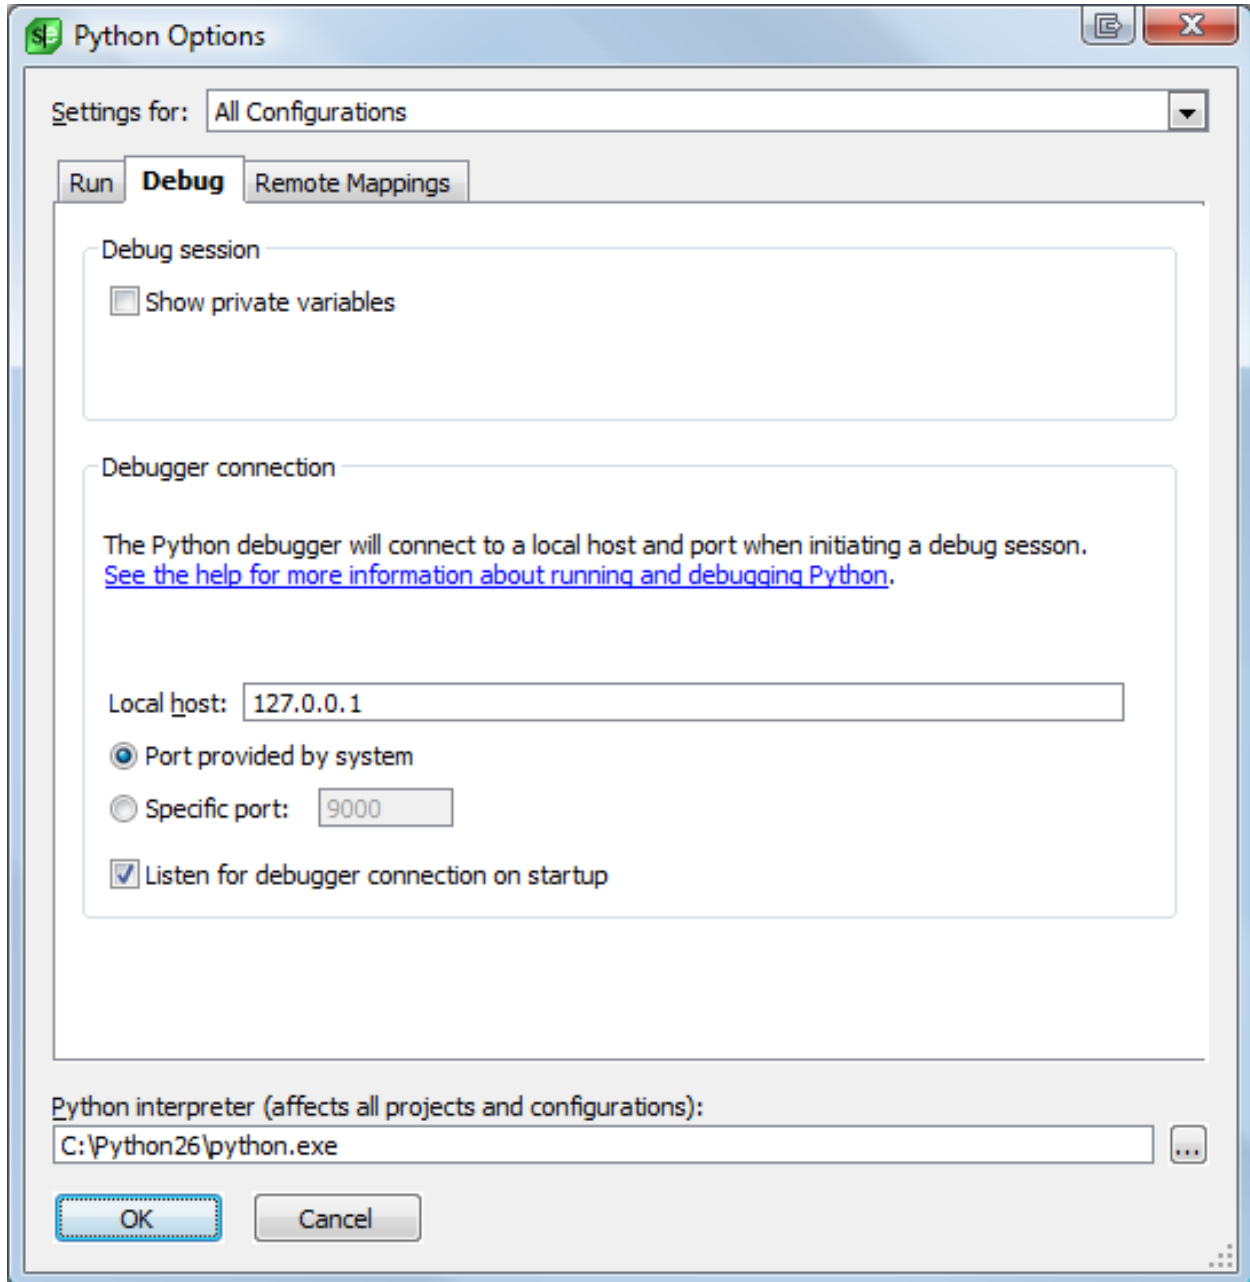 Python Options
Settings for: All Configurations
Run Debug Remote Mappings
Debug session
Show private variables
Debugger connection
The Python debugger will connect to a local host and port when initiating a debug sesson.
See the help for more information about running and debugging Python.
Local host: 127.0.0.1
Port provided by system
Specific port: 9000
Listen for debugger connection on startup
Python interpreter (affects all projects and configurations):
C:\Python26\python.exe ...
OK Cancel